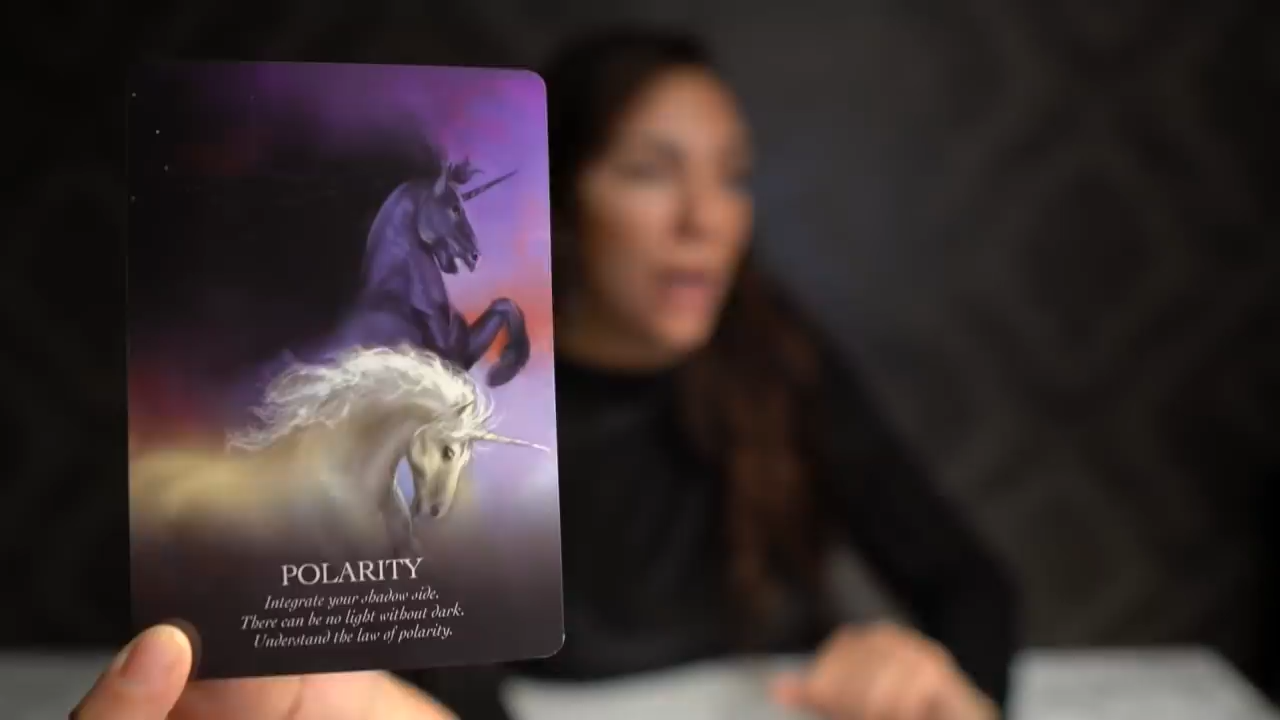 POLARITY
Integrate your shadow side.
There can be no light without dark.
Understand the law of polarity.